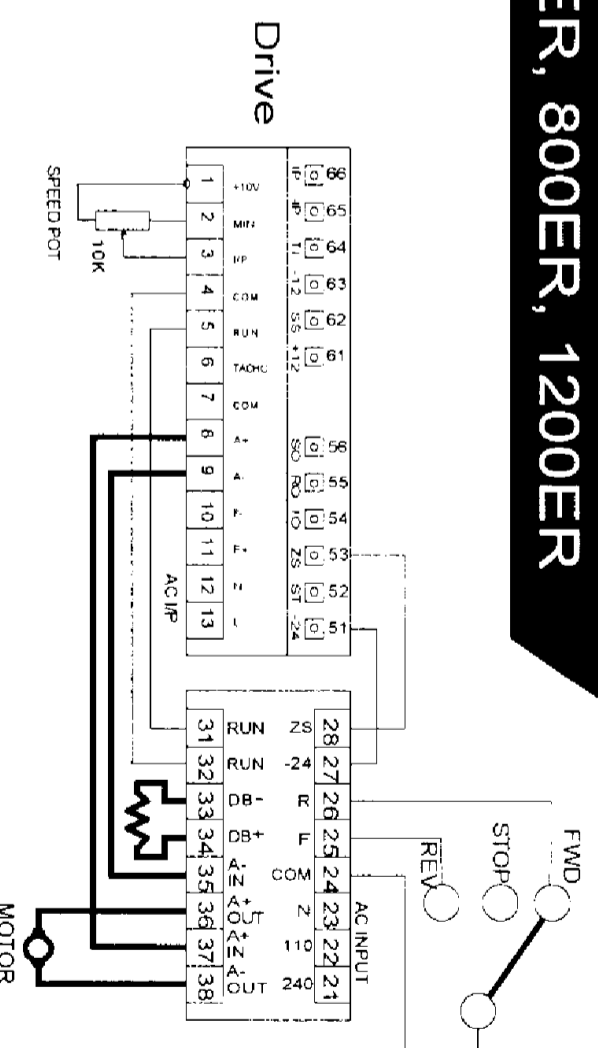 ER, 800ER, 1200ER
Drive
66 65 64 63 62 61 56 55 54 53 52 51
-12 SS +12 SO RO ZS ST -24
+10V MIN I/P COM RUN COM A+ A-
1 2 3 4 5 6 7 8 9 10 11 12 13
SPEED POT
10K
AC I/P
FWD
STOP
REV
AC INPUT
28 27 26 25 24 23 22 21
ZS -24 R F COM N 110 240
RUN RUN DB- DB+ A- IN A+ OUT A+ IN A- OUT
31 32 33 34 35 36 37 38
MOTOR